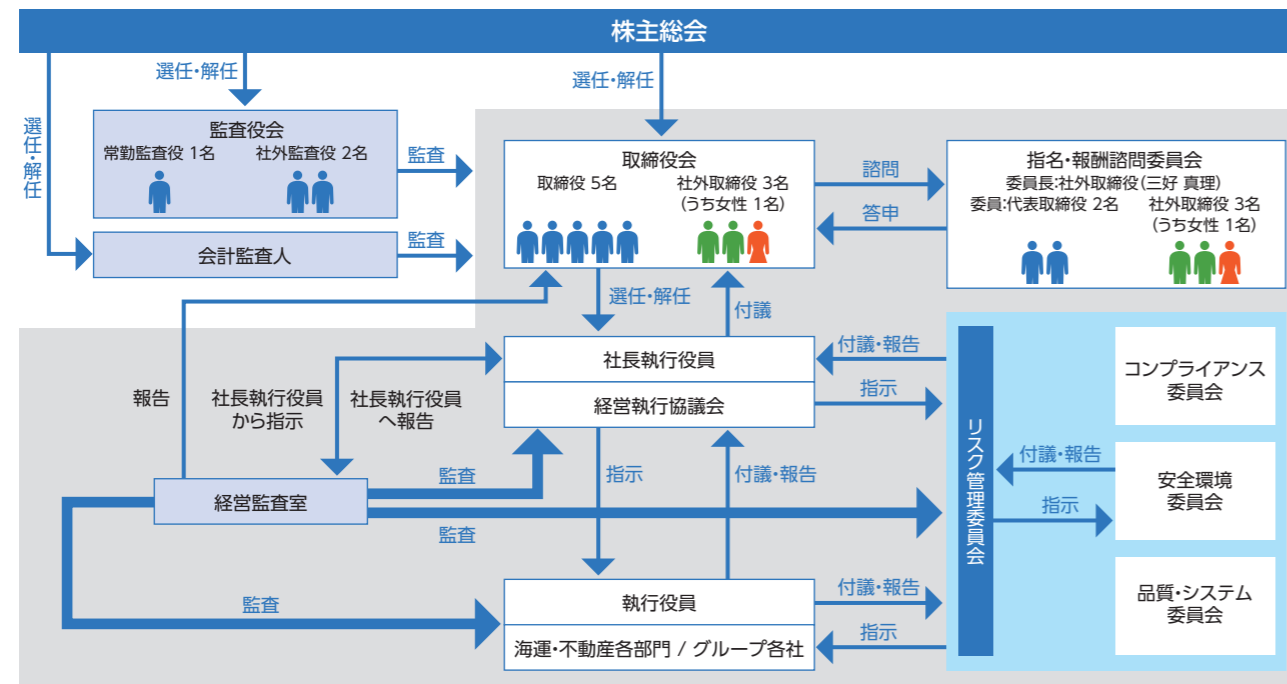 株主総会
選任・解任
選任・解任
選任・解任
監査役会
常勤監査役 1名
社外監査役 2名
監査
会計監査人
監査
取締役会
取締役 5名
社外取締役 3名
(うち女性 1名)
諮問
答申
指名・報酬諮問委員会
委員長:社外取締役(三好 真理)
委員:代表取締役 2名
社外取締役 3名
(うち女性 1名)
選任・解任
付議
報告
社長執行役員
から指示
社長執行役員
へ報告
社長執行役員
経営執行協議会
付議・報告
指示
リスク管理委員会
コンプライアンス
委員会
付議・報告
指示
安全環境
委員会
品質・システム
委員会
経営監査室
監査
監査
監査
指示
付議・報告
執行役員
海運・不動産各部門 / グループ各社
付議・報告
指示